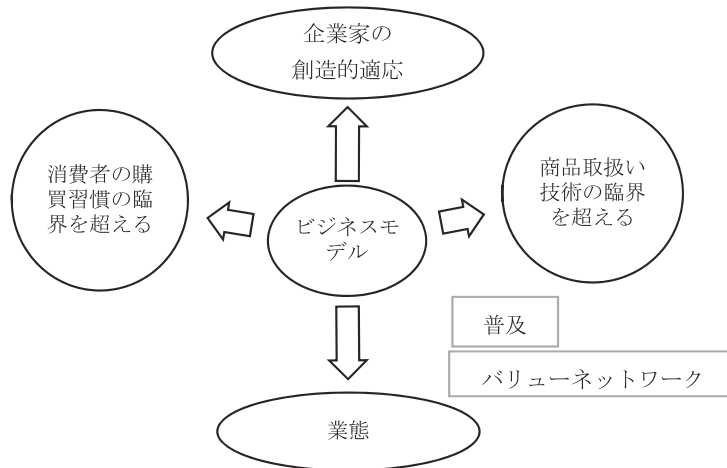 企業家の
創造的適応
消費者の購
買習慣の臨
界を超える
商品取扱い
技術の臨界
を超える
ビジネスモ
デル
普及
バリューネットワーク
業態